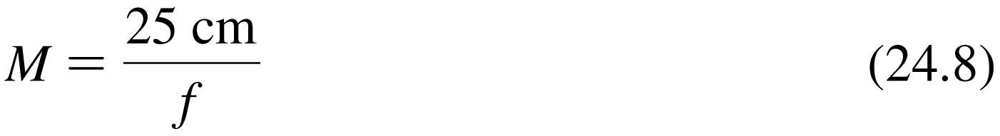 M = 25 cm / f (24.8)